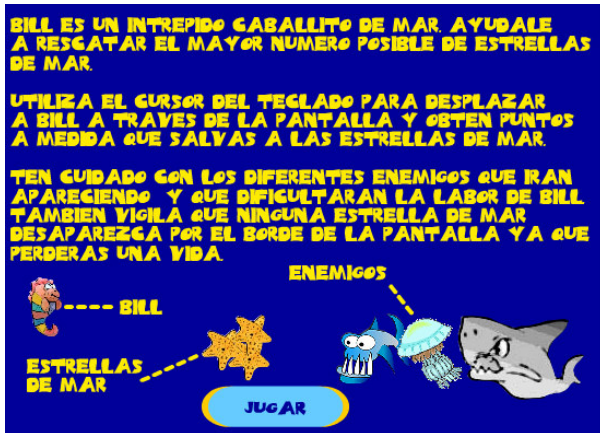 BILL ES UN INTREPIDO CABALLITO DE MAR. AYUDALE
A RESCATAR EL MAYOR NUMERO POSIBLE DE ESTRELLAS
DE MAR.
UTILIZA EL CURSOR DEL TECLADO PARA DESPLAZAR
A BILL A TRAVES DE LA PANTALLA Y OBTEN PUNTOS
A MEDIDA QUE SALVAS A LAS ESTRELLAS DE MAR.
TEN CUIDADO CON LOS DIFERENTES ENEMIGOS QUE IRAN
APARECIENDO Y QUE DIFICULTARAN LA LABOR DE BILL.
TAMBIEN VIGILA QUE NINGUNA ESTRELLA DE MAR
DESAPAREZCA POR EL BORDE DE LA PANTALLA YA QUE
PERDERAS UNA VIDA.
ENEMIGOS
BILL
ESTRELLAS
DE MAR
JUGAR